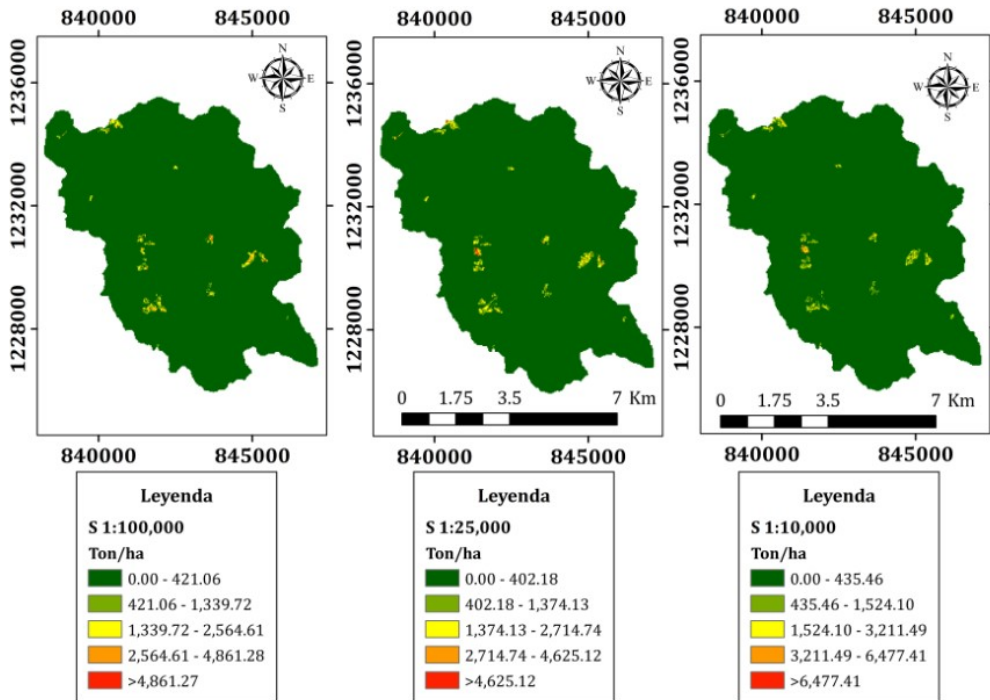 840000 845000
1236000
1232000
1228000
N
W E
S
840000 845000
Leyenda
S 1:100,000
Ton/ha
0.00 - 421.06
421.06 - 1,339.72
1,339.72 - 2,564.61
2,564.61 - 4,861.28
>4,861.27
840000 845000
1236000
1232000
1228000
N
W E
S
0 1.75 3.5 7 Km
840000 845000
Leyenda
S 1:25,000
Ton/ha
0.00 - 402.18
402.18 - 1,374.13
1,374.13 - 2,714.74
2,714.74 - 4,625.12
>4,625.12
840000 845000
1236000
1232000
1228000
N
W E
S
0 1.75 3.5 7 Km
840000 845000
Leyenda
S 1:10,000
Ton/ha
0.00 - 435.46
435.46 - 1,524.10
1,524.10 - 3,211.49
3,211.49 - 6,477.41
>6,477.41